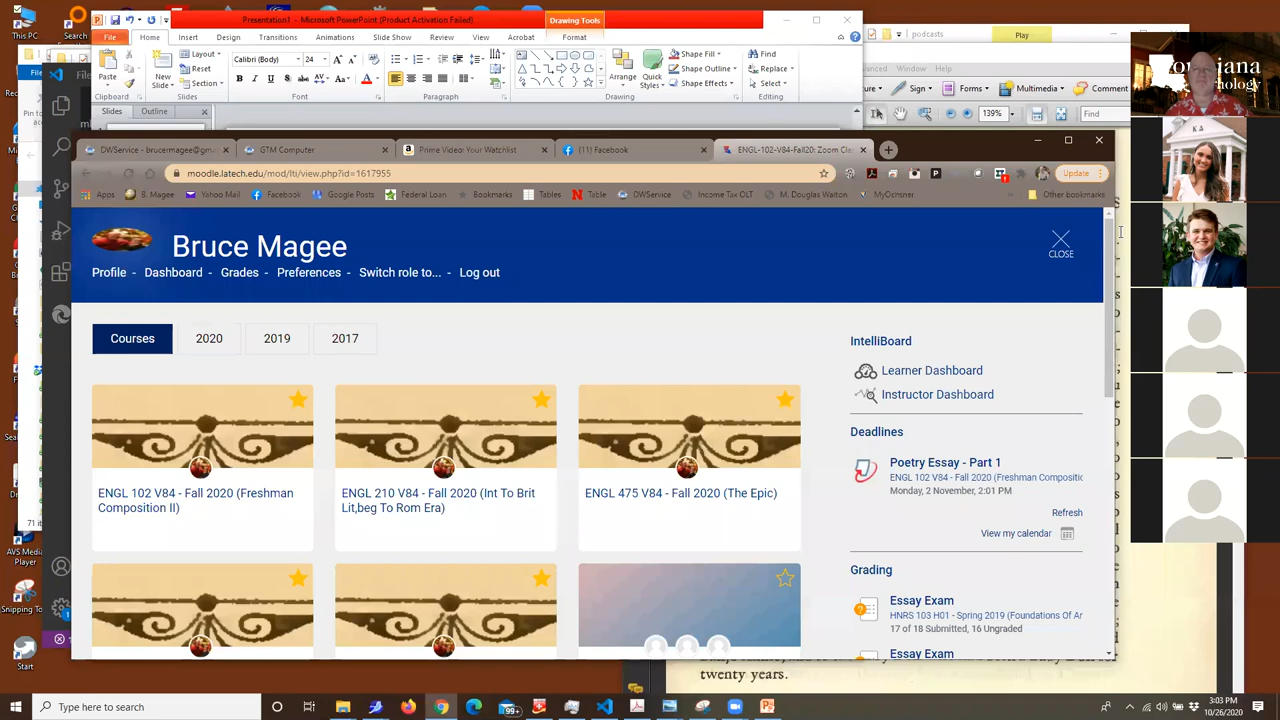 This PC
Search
Presentation1 - Microsoft PowerPoint (Product Activation Failed)
Drawing Tools
File Home Insert Design Transitions Animations Slide Show Review View Acrobat Format
podcasts
Play
Paste
New Slide
Layout
Reset
Section
Calibri (Body)
24
Arrange
Quick Styles
Shape Fill
Shape Outline
Shape Effects
Find
Replace
Select
Clipboard Slides Font Paragraph Drawing Editing
Window Help
Sign
Forms
Multimedia
Comment
Slides Outline
139%
Find
File
DWService - brucermagee@gm
GTM Computer
Prime Video: Your Watchlist
(11) Facebook
ENGL-102-V84-Fall20: Zoom Cla
moodle.latech.edu/mod/lti/view.php?id=1617955
Update
Apps B. Magee Yahoo Mail Facebook Google Posts Federal Loan Bookmarks Tables Table DWService Income Tax OLT M. Douglas Walton MyOchsner
Other bookmarks
Bruce Magee
CLOSE
Profile - Dashboard - Grades - Preferences - Switch role to... - Log out
Courses 2020 2019 2017
ENGL 102 V84 - Fall 2020 (Freshman
Composition II)
ENGL 210 V84 - Fall 2020 (Int To Brit
Lit,beg To Rom Era)
ENGL 475 V84 - Fall 2020 (The Epic)
IntelliBoard
Learner Dashboard
Instructor Dashboard
Deadlines
Poetry Essay - Part 1
ENGL 102 V84 - Fall 2020 (Freshman Compositic
Monday, 2 November, 2:01 PM
Refresh
View my calendar
Grading
Essay Exam
HNRS 103 H01 - Spring 2019 (Foundations Of Ar
17 of 18 Submitted, 16 Ungraded
Essay Exam
twenty years.
71 it
AVS Media
Player
Snipping To
Type here to search
99+
3:03 PM
10/26/2020